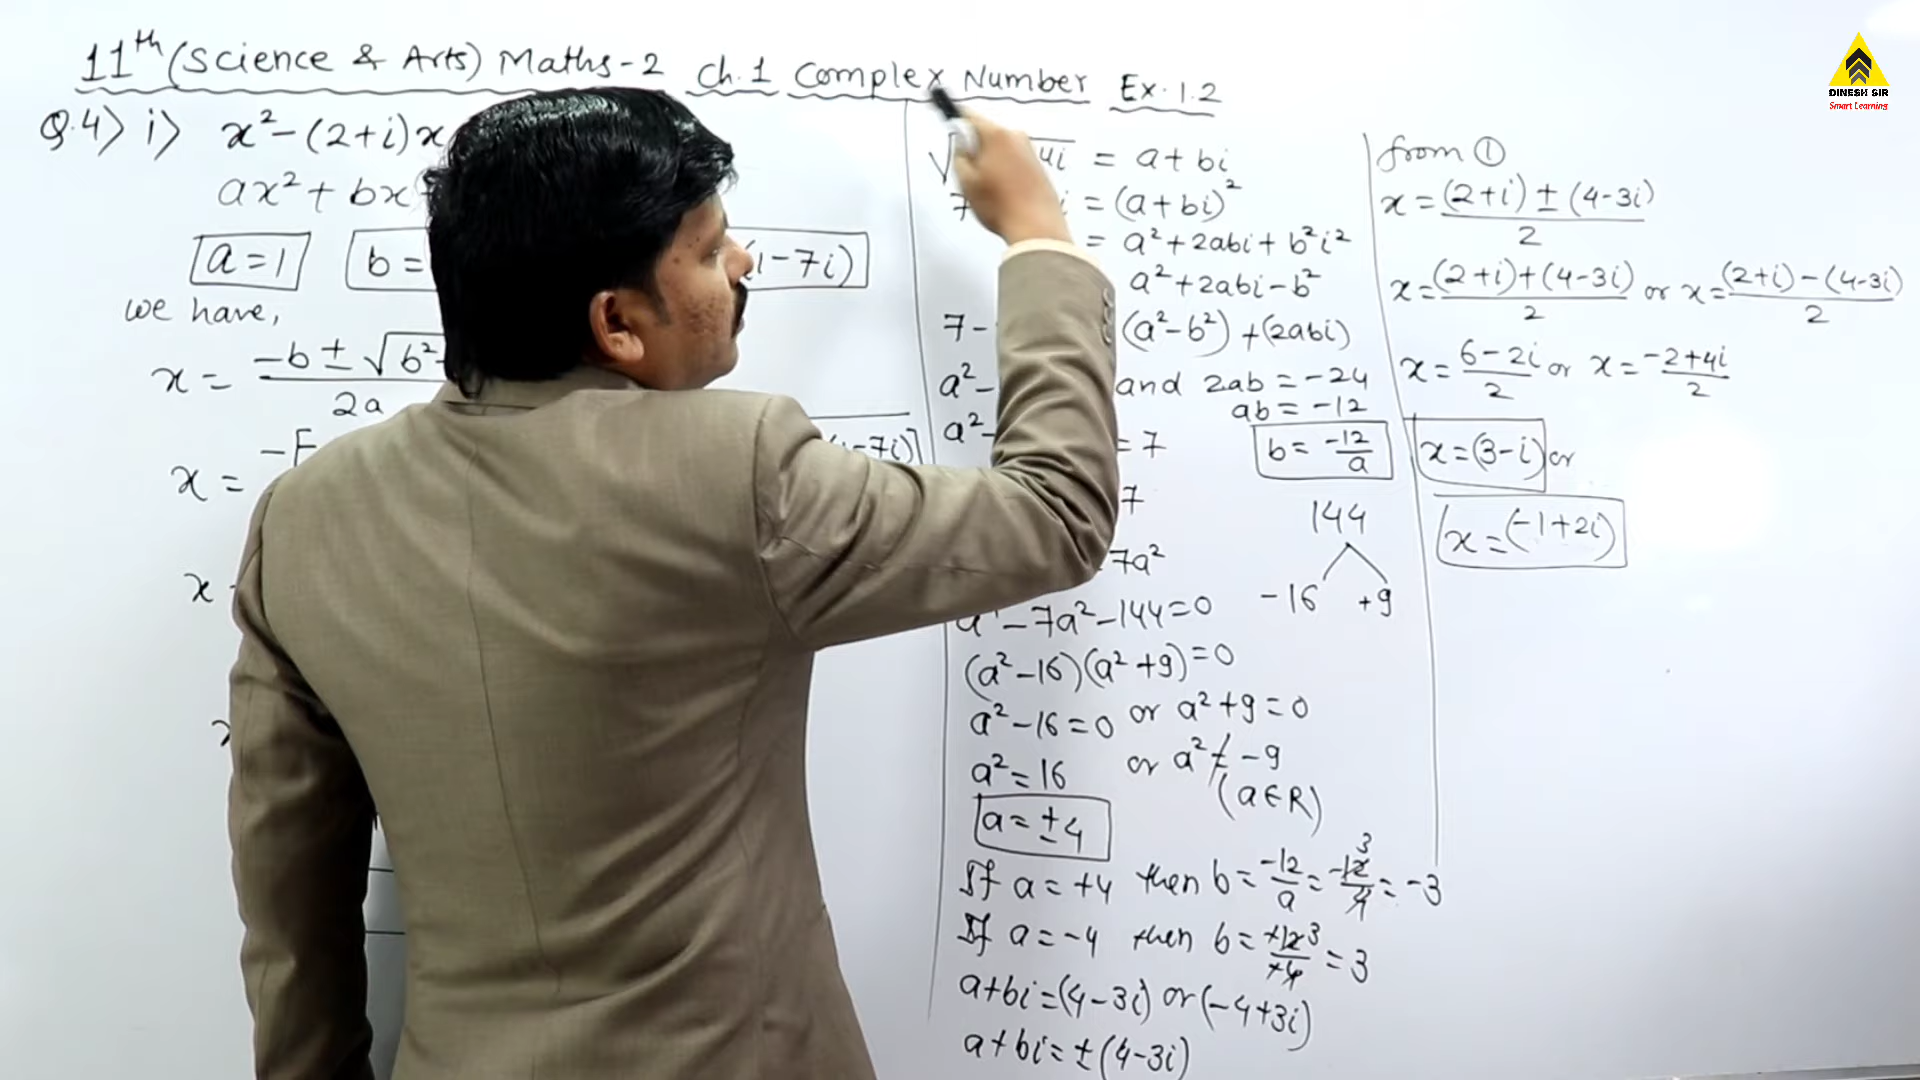 11th (Science & Arts) Maths-2 Ch.1 Complex Number Ex. 1.2
Q.4) i) x² - (2+i)x
ax² + bx
a = 1 b = (1-7i)
we have,
x = -b ± √b²
2a
x = - -7i)]
x
4i = a + bi
7 i = (a+bi)²
= a² + 2abi + b²i²
a² + 2abi - b²
7 - (a² - b²) + (2abi)
a² - and 2ab = -24
ab = -12
a² - = 7 b = -12/a
7
144
7a²
-16 +9
- 7a² - 144 = 0
(a² - 16)(a² + 9) = 0
a² - 16 = 0 or a² + 9 = 0
a² = 16 or a² ≠ -9
(a ∈ R)
a = ±4
If a = +4 then b = -12/a = -12/4 = -3
3
If a = -4 then b = +12/+4 = 3
3
a+bi = (4-3i) or (-4+3i)
a+bi = ±(4-3i)
from ①
x = (2+i) ± (4-3i)
2
x = (2+i)+(4-3i) or x = (2+i)-(4-3i)
2 2
x = 6-2i or x = -2+4i
2 2
x = (3-i) or
x = (-1+2i)
DINESH SIR
Smart Learning